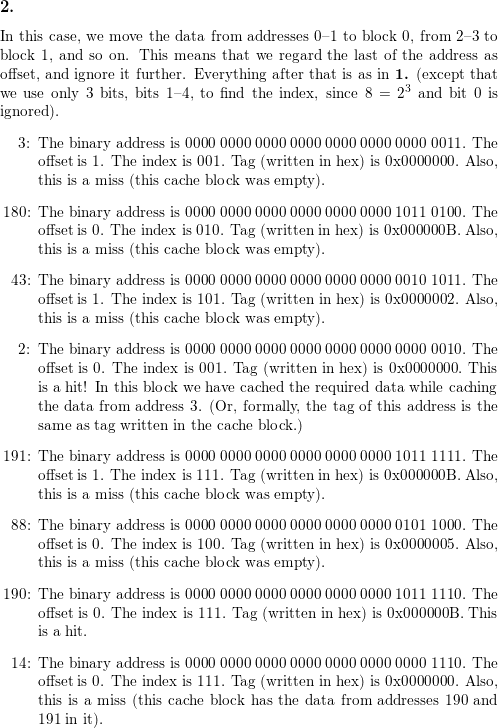 2.
In this case, we move the data from addresses 0–1 to block 0, from 2–3 to
block 1, and so on. This means that we regard the last of the address as
offset, and ignore it further. Everything after that is as in 1. (except that
we use only 3 bits, bits 1–4, to find the index, since 8 = 2³ and bit 0 is
ignored).
3: The binary address is 0000 0000 0000 0000 0000 0000 0000 0011. The
offset is 1. The index is 001. Tag (written in hex) is 0x0000000. Also,
this is a miss (this cache block was empty).
180: The binary address is 0000 0000 0000 0000 0000 0000 1011 0100. The
offset is 0. The index is 010. Tag (written in hex) is 0x000000B. Also,
this is a miss (this cache block was empty).
43: The binary address is 0000 0000 0000 0000 0000 0000 0010 1011. The
offset is 1. The index is 101. Tag (written in hex) is 0x0000002. Also,
this is a miss (this cache block was empty).
2: The binary address is 0000 0000 0000 0000 0000 0000 0000 0010. The
offset is 0. The index is 001. Tag (written in hex) is 0x0000000. This
is a hit! In this block we have cached the required data while caching
the data from address 3. (Or, formally, the tag of this address is the
same as tag written in the cache block.)
191: The binary address is 0000 0000 0000 0000 0000 0000 1011 1111. The
offset is 1. The index is 111. Tag (written in hex) is 0x000000B. Also,
this is a miss (this cache block was empty).
88: The binary address is 0000 0000 0000 0000 0000 0000 0101 1000. The
offset is 0. The index is 100. Tag (written in hex) is 0x0000005. Also,
this is a miss (this cache block was empty).
190: The binary address is 0000 0000 0000 0000 0000 0000 1011 1110. The
offset is 0. The index is 111. Tag (written in hex) is 0x000000B. This
is a hit.
14: The binary address is 0000 0000 0000 0000 0000 0000 0000 1110. The
offset is 0. The index is 111. Tag (written in hex) is 0x0000000. Also,
this is a miss (this cache block has the data from addresses 190 and
191 in it).